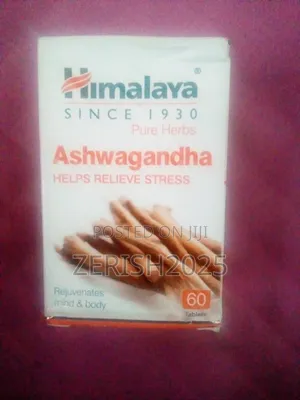 Himalaya®
SINCE 1930
Pure Herbs
Ashwagandha
HELPS RELIEVE STRESS
POSTED ON JIJI
ZERISH2025
Rejuvenates
mind & body
60
Tablets